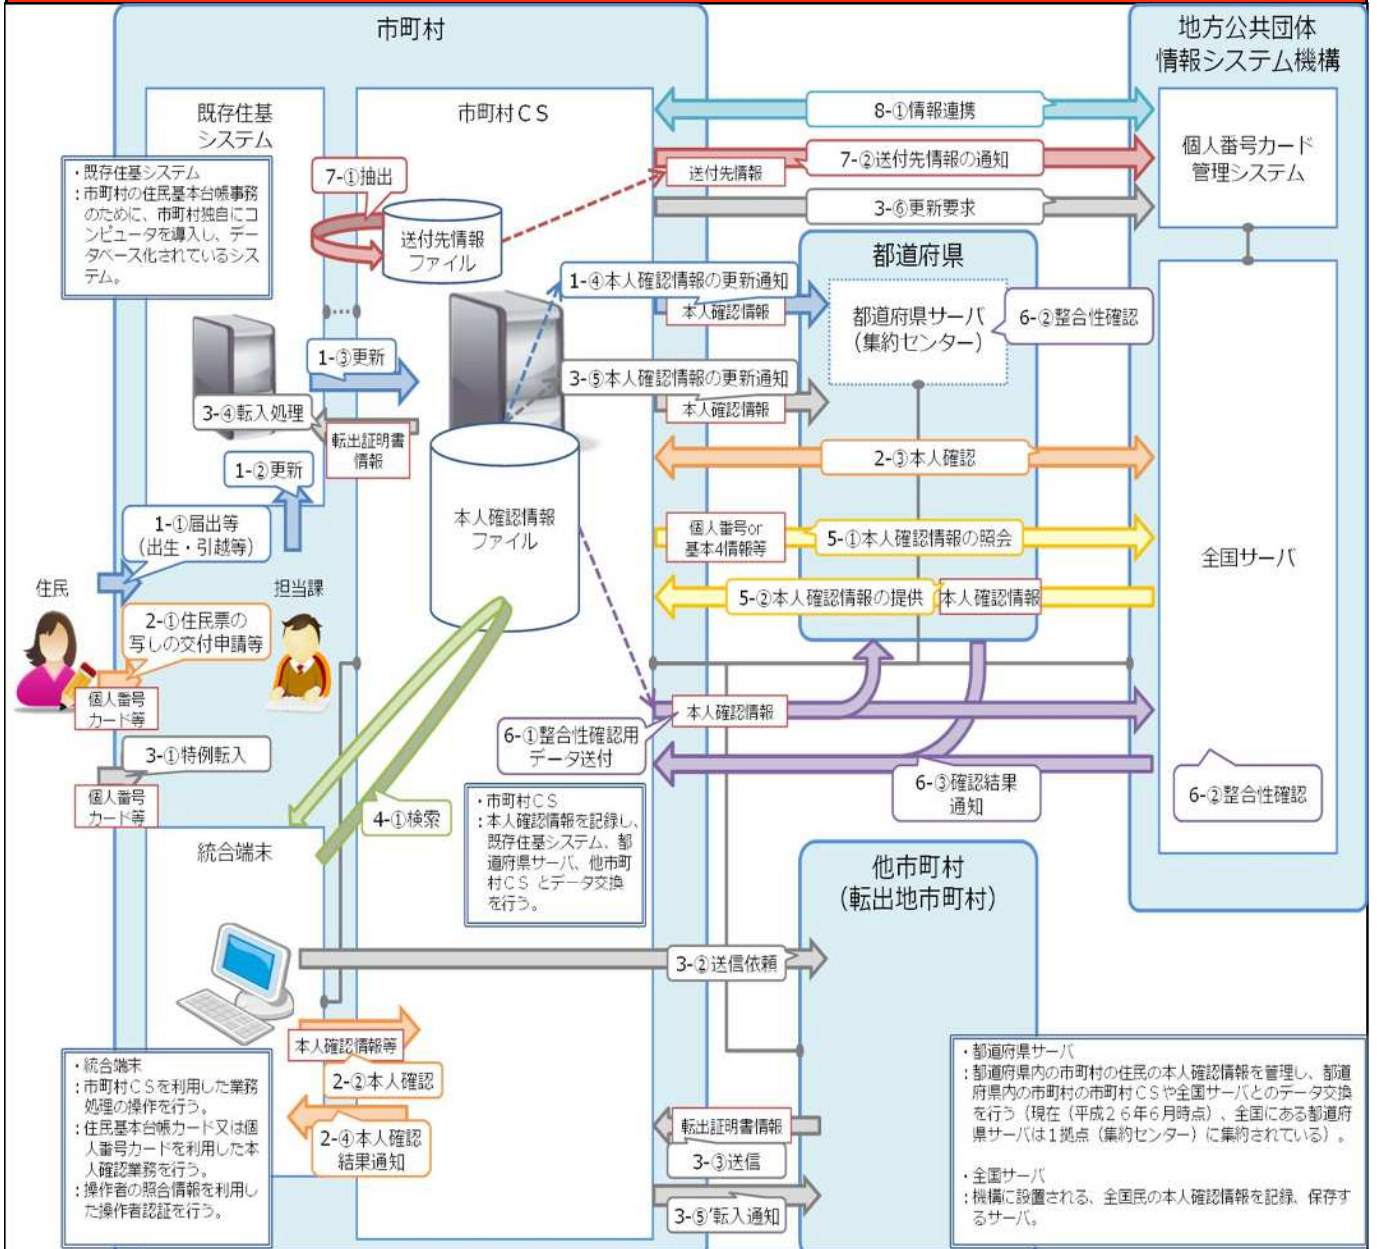 市町村
地方公共団体
情報システム機構
既存住基
システム
市町村CS
8-①情報連携
個人番号カード
管理システム
・既存住基システム
：市町村の住民基本台帳事務
のために、市町村独自にコ
ンピュータを導入し、デー
タベース化されているシス
テム。
7-①抽出
送付先情報
7-②送付先情報の通知
3-⑥更新要求
送付先情報
ファイル
都道府県
1-④本人確認情報の更新通知
本人確認情報
都道府県サーバ
（集約センター）
6-②整合性確認
1-③更新
3-⑤本人確認情報の更新通知
本人確認情報
3-④転入処理
転出証明書
情報
2-③本人確認
1-②更新
本人確認情報
ファイル
1-①届出等
（出生・引越等）
個人番号or
基本4情報等
5-①本人確認情報の照会
全国サーバ
住民
担当課
5-②本人確認情報の提供
本人確認情報
2-①住民票の
写しの交付申請等
個人番号
カード等
本人確認情報
6-①整合性確認用
データ送付
3-①特例転入
個人番号
カード等
6-③確認結果
通知
6-②整合性確認
4-①検索
・市町村CS
：本人確認情報を記録し、
既存住基システム、都
道府県サーバ、他市町
村CS とデータ交換
を行う。
統合端末
他市町村
（転出地市町村）
3-②送信依頼
本人確認情報等
2-②本人確認
2-④本人確認
結果通知
転出証明書情報
3-③送信
3-⑤’転入通知
・統合端末
：市町村CSを利用した業務
処理の操作を行う。
：住民基本台帳カード又は個
人番号カードを利用した本
人確認業務を行う。
：操作者の照合情報を利用し
た操作者認証を行う。
・都道府県サーバ
：都道府県内の市町村の住民の本人確認情報を管理し、都道
府県内の市町村の市町村CSや全国サーバとのデータ交換
を行う（現在（平成２６年６月時点）、全国にある都道府
県サーバは１拠点（集約センター）に集約されている）。
・全国サーバ
：機構に設置される、全国民の本人確認情報を記録、保存す
るサーバ。